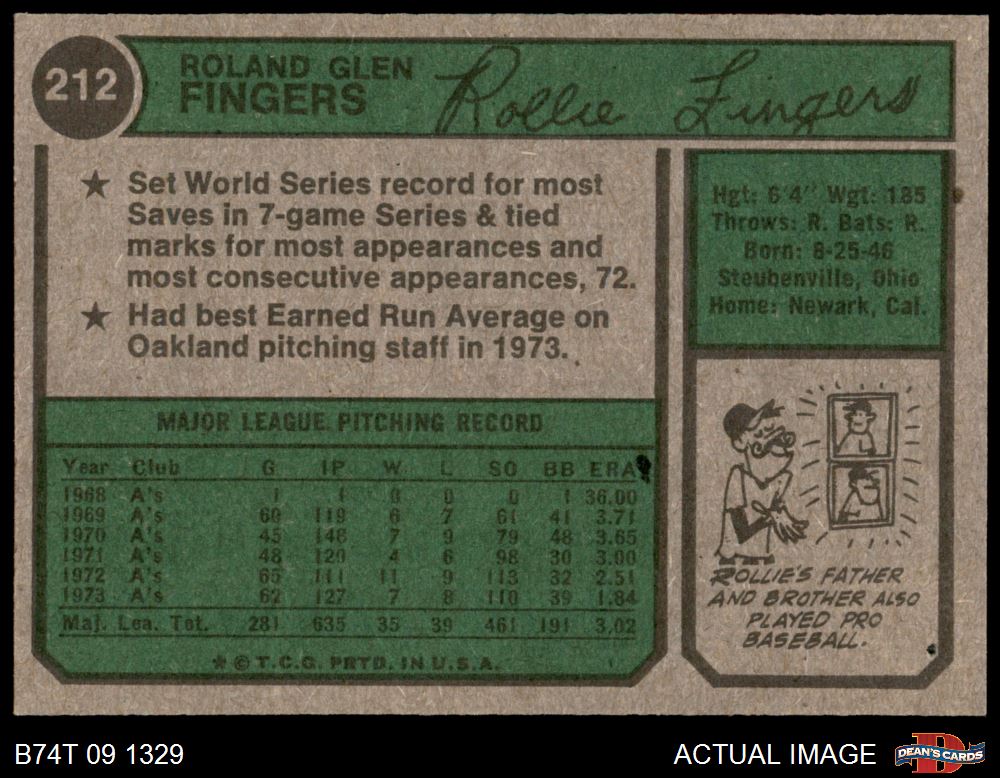 212
ROLAND GLEN
FINGERS
Rollie Fingers
★ Set World Series record for most
Saves in 7-game Series & tied
marks for most appearances and
most consecutive appearances, 72.
★ Had best Earned Run Average on
Oakland pitching staff in 1973.
Hgt: 6'4" Wgt: 185
Throws: R. Bats: R.
Born: 8-25-46
Steubenville, Ohio
Home: Newark, Cal.
MAJOR LEAGUE PITCHING RECORD
Year Club G IP W L SO BB ERA
1968 A's 1 1 0 0 0 1 36.00
1969 A's 60 119 6 7 61 41 3.71
1970 A's 45 148 7 9 79 48 3.65
1971 A's 48 129 4 6 98 30 3.00
1972 A's 65 111 11 9 113 32 2.51
1973 A's 62 127 7 8 110 39 1.84
Maj. Lea. Tot. 281 635 35 39 461 191 3.02
★ © T.C.G. PRTD. IN U.S.A.
ROLLIE'S FATHER
AND BROTHER ALSO
PLAYED PRO
BASEBALL.
B74T 09 1329
ACTUAL IMAGE
DEAN'S CARDS